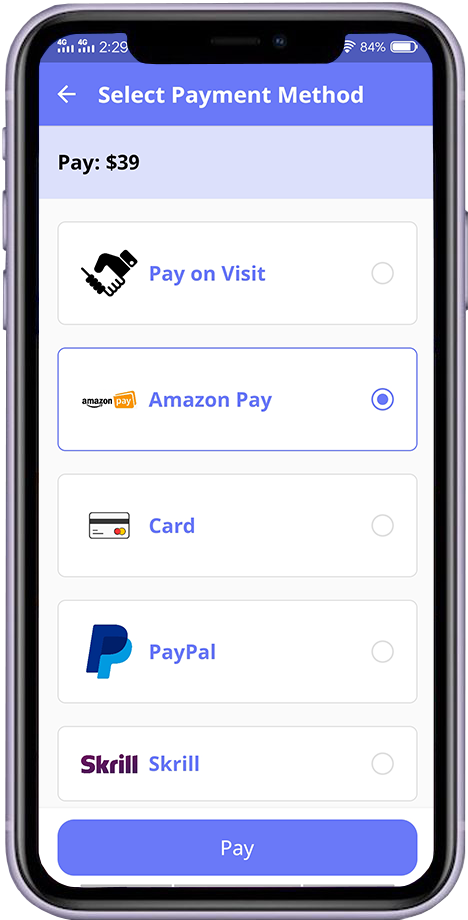 4G 4G 2:29 84%
Select Payment Method
Pay: $39
Pay on Visit
amazon pay Amazon Pay
Card
PayPal
Skrill Skrill
Pay